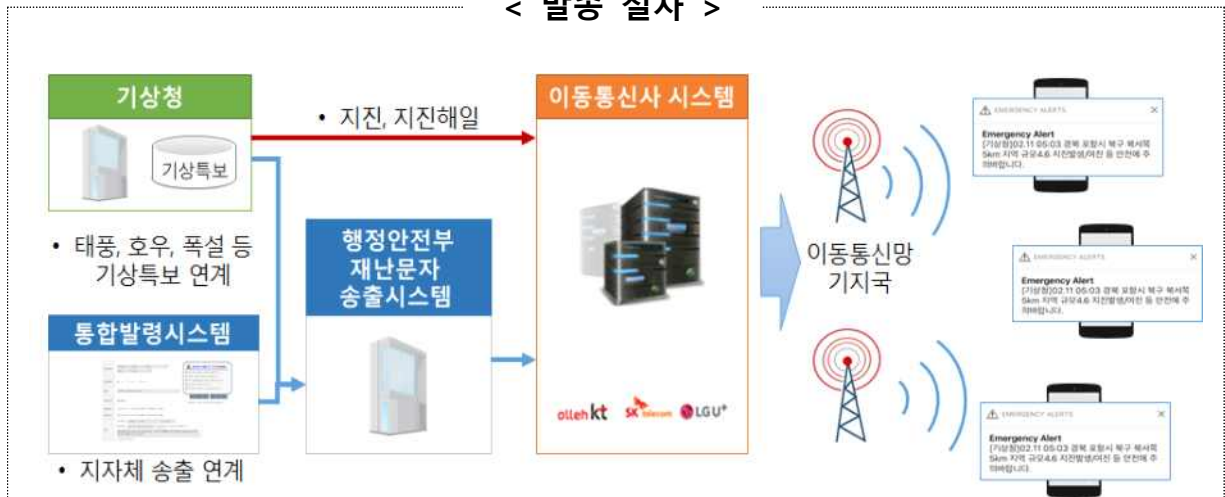 < 발송 절차 >
기상청
기상특보
• 지진, 지진해일
• 태풍, 호우, 폭설 등
기상특보 연계
통합발령시스템
• 지자체 송출 연계
행정안전부
재난문자
송출시스템
이동통신사 시스템
olleh kt
SK telecom
LG U+
이동통신망
기지국
EMERGENCY ALERTS
Emergency Alert
[기상청]02.11 05:03 경북 포항시 북구 북서쪽
5km 지역 규모4.6 지진발생/여진 등 안전에 주
의바랍니다.
EMERGENCY ALERTS
Emergency Alert
[기상청]02.11 05:03 경북 포항시 북구 북서쪽
5km 지역 규모4.6 지진발생/여진 등 안전에 주
의바랍니다.
EMERGENCY ALERTS
Emergency Alert
[기상청]02.11 05:03 경북 포항시 북구 북서쪽
5km 지역 규모4.6 지진발생/여진 등 안전에 주
의바랍니다.